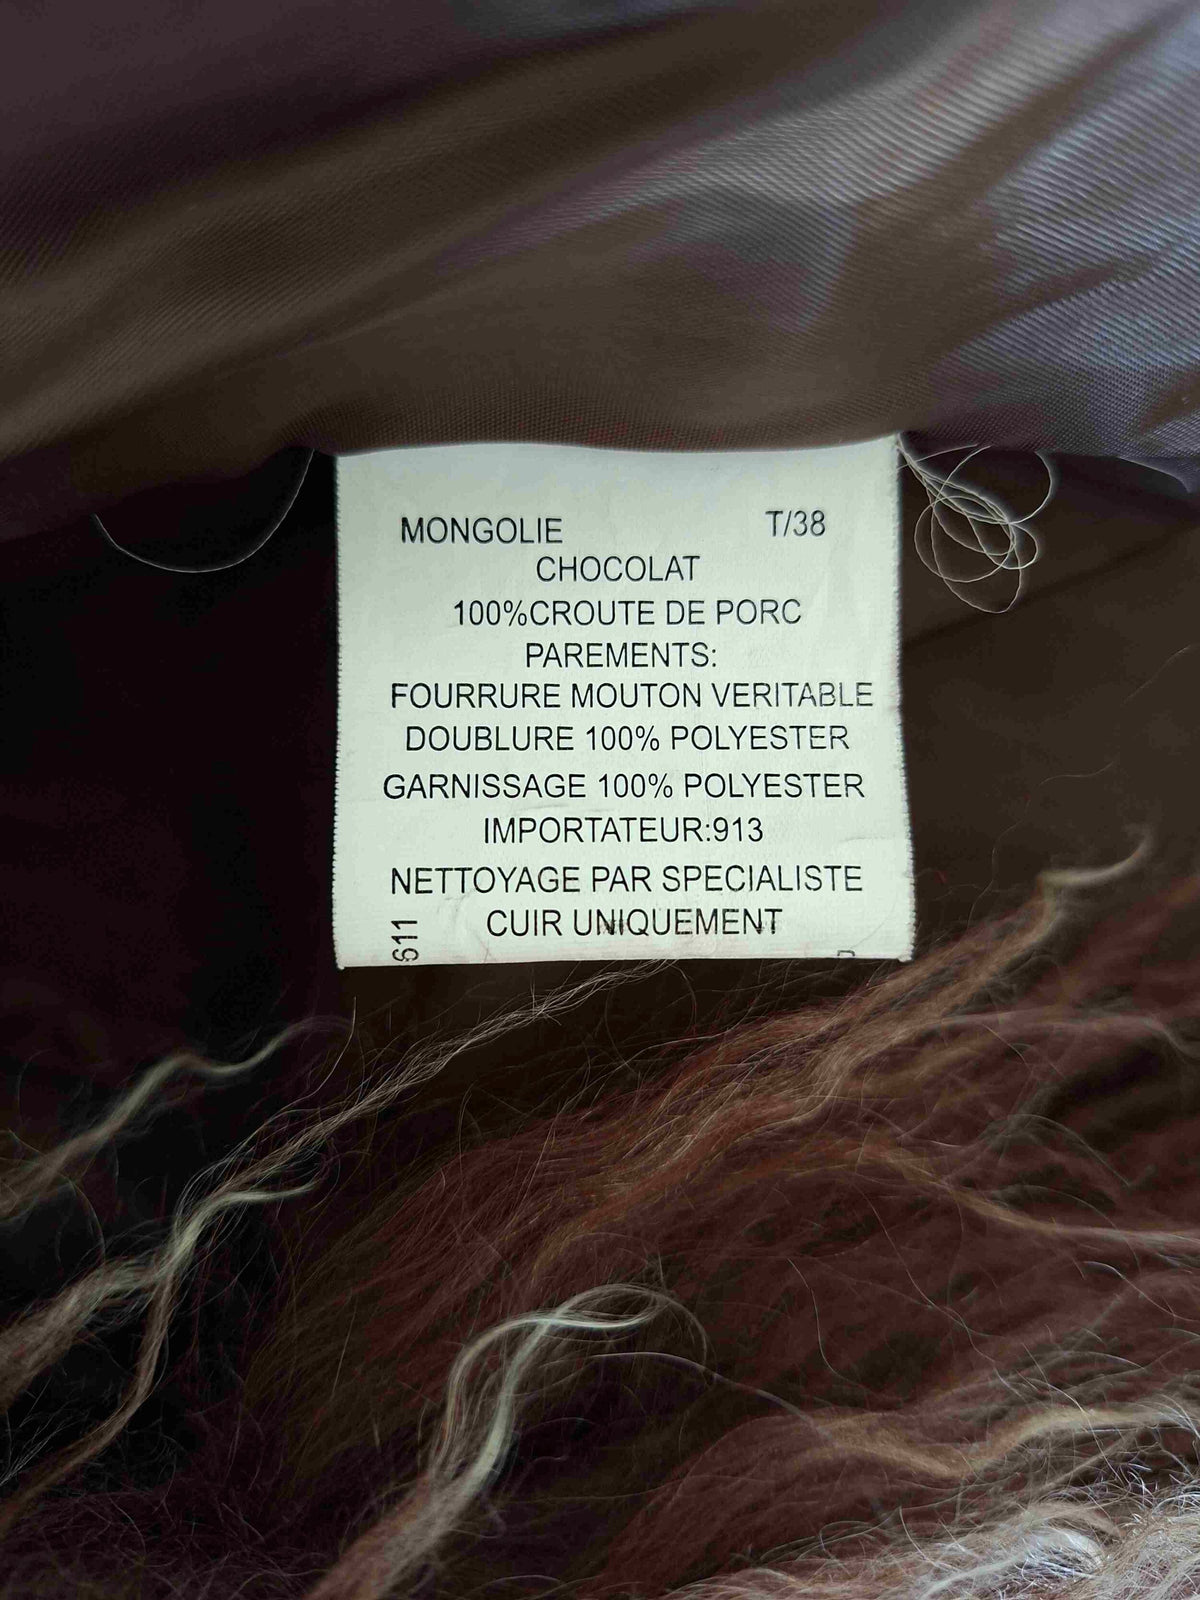 MONGOLIE T/38
CHOCOLAT
100%CROUTE DE PORC
PAREMENTS:
FOURRURE MOUTON VERITABLE
DOUBLURE 100% POLYESTER
GARNISSAGE 100% POLYESTER
IMPORTATEUR:913
NETTOYAGE PAR SPECIALISTE
CUIR UNIQUEMENT
611